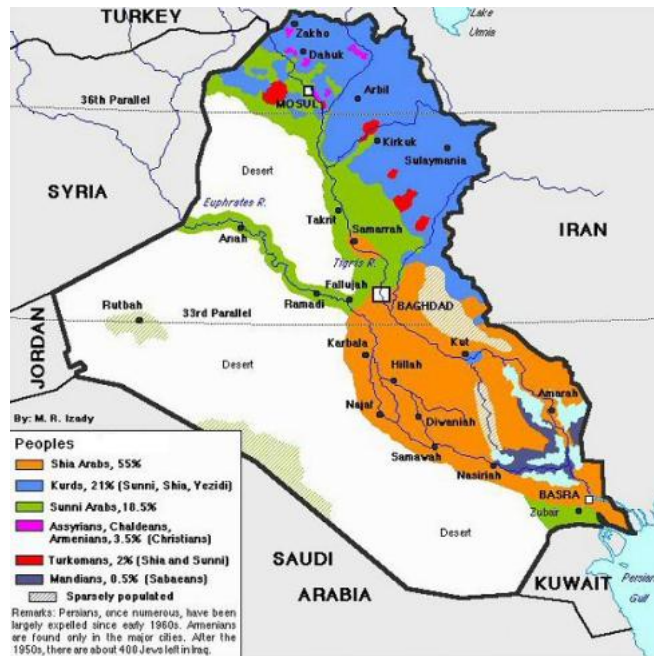 TURKEY
Lake
Urmia
Zakho
Dahuk
MOSUL
Arbil
36th Parallel
Kirkuk
Sulaymania
SYRIA
Desert
Euphrates R.
Takrit
IRAN
Anah
Samarrah
Tigris R.
Fallujah
BAGHDAD
Ramadi
Rutbah
33rd Parallel
JORDAN
Karbala
Kut
Desert
Hillah
Amarah
Najaf
Diwaniah
By: M. R. Izady
Samawah
Nasiriah
BASRA
Zubair
Desert
SAUDI
ARABIA
KUWAIT
Persian
Gulf
Peoples
Shia Arabs, 55%
Kurds, 21% (Sunni, Shia, Yezidi)
Sunni Arabs, 18.5%
Assyrians, Chaldeans,
Armenians, 3.5% (Christians)
Turkomans, 2% (Shia and Sunni)
Mandians, 0.5% (Sabaeans)
Sparsely populated
Remarks: Persians, once numerous, have been
largely expelled since early 1960s. Armenians
are found only in the major cities. After the
1950s, there are about 400 Jews left in Iraq.